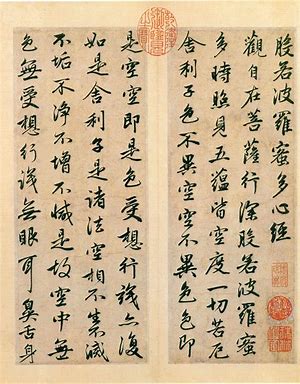 般若波羅蜜多心經
觀自在菩薩行深般若波羅蜜
多時照見五蘊皆空度一切苦厄
舍利子色不異空空不異色色即
是空空即是色受想行識亦復
如是舍利子是諸法空相不生不滅
不垢不淨不增不減是故空中無
色無受想行識無眼耳鼻舌身